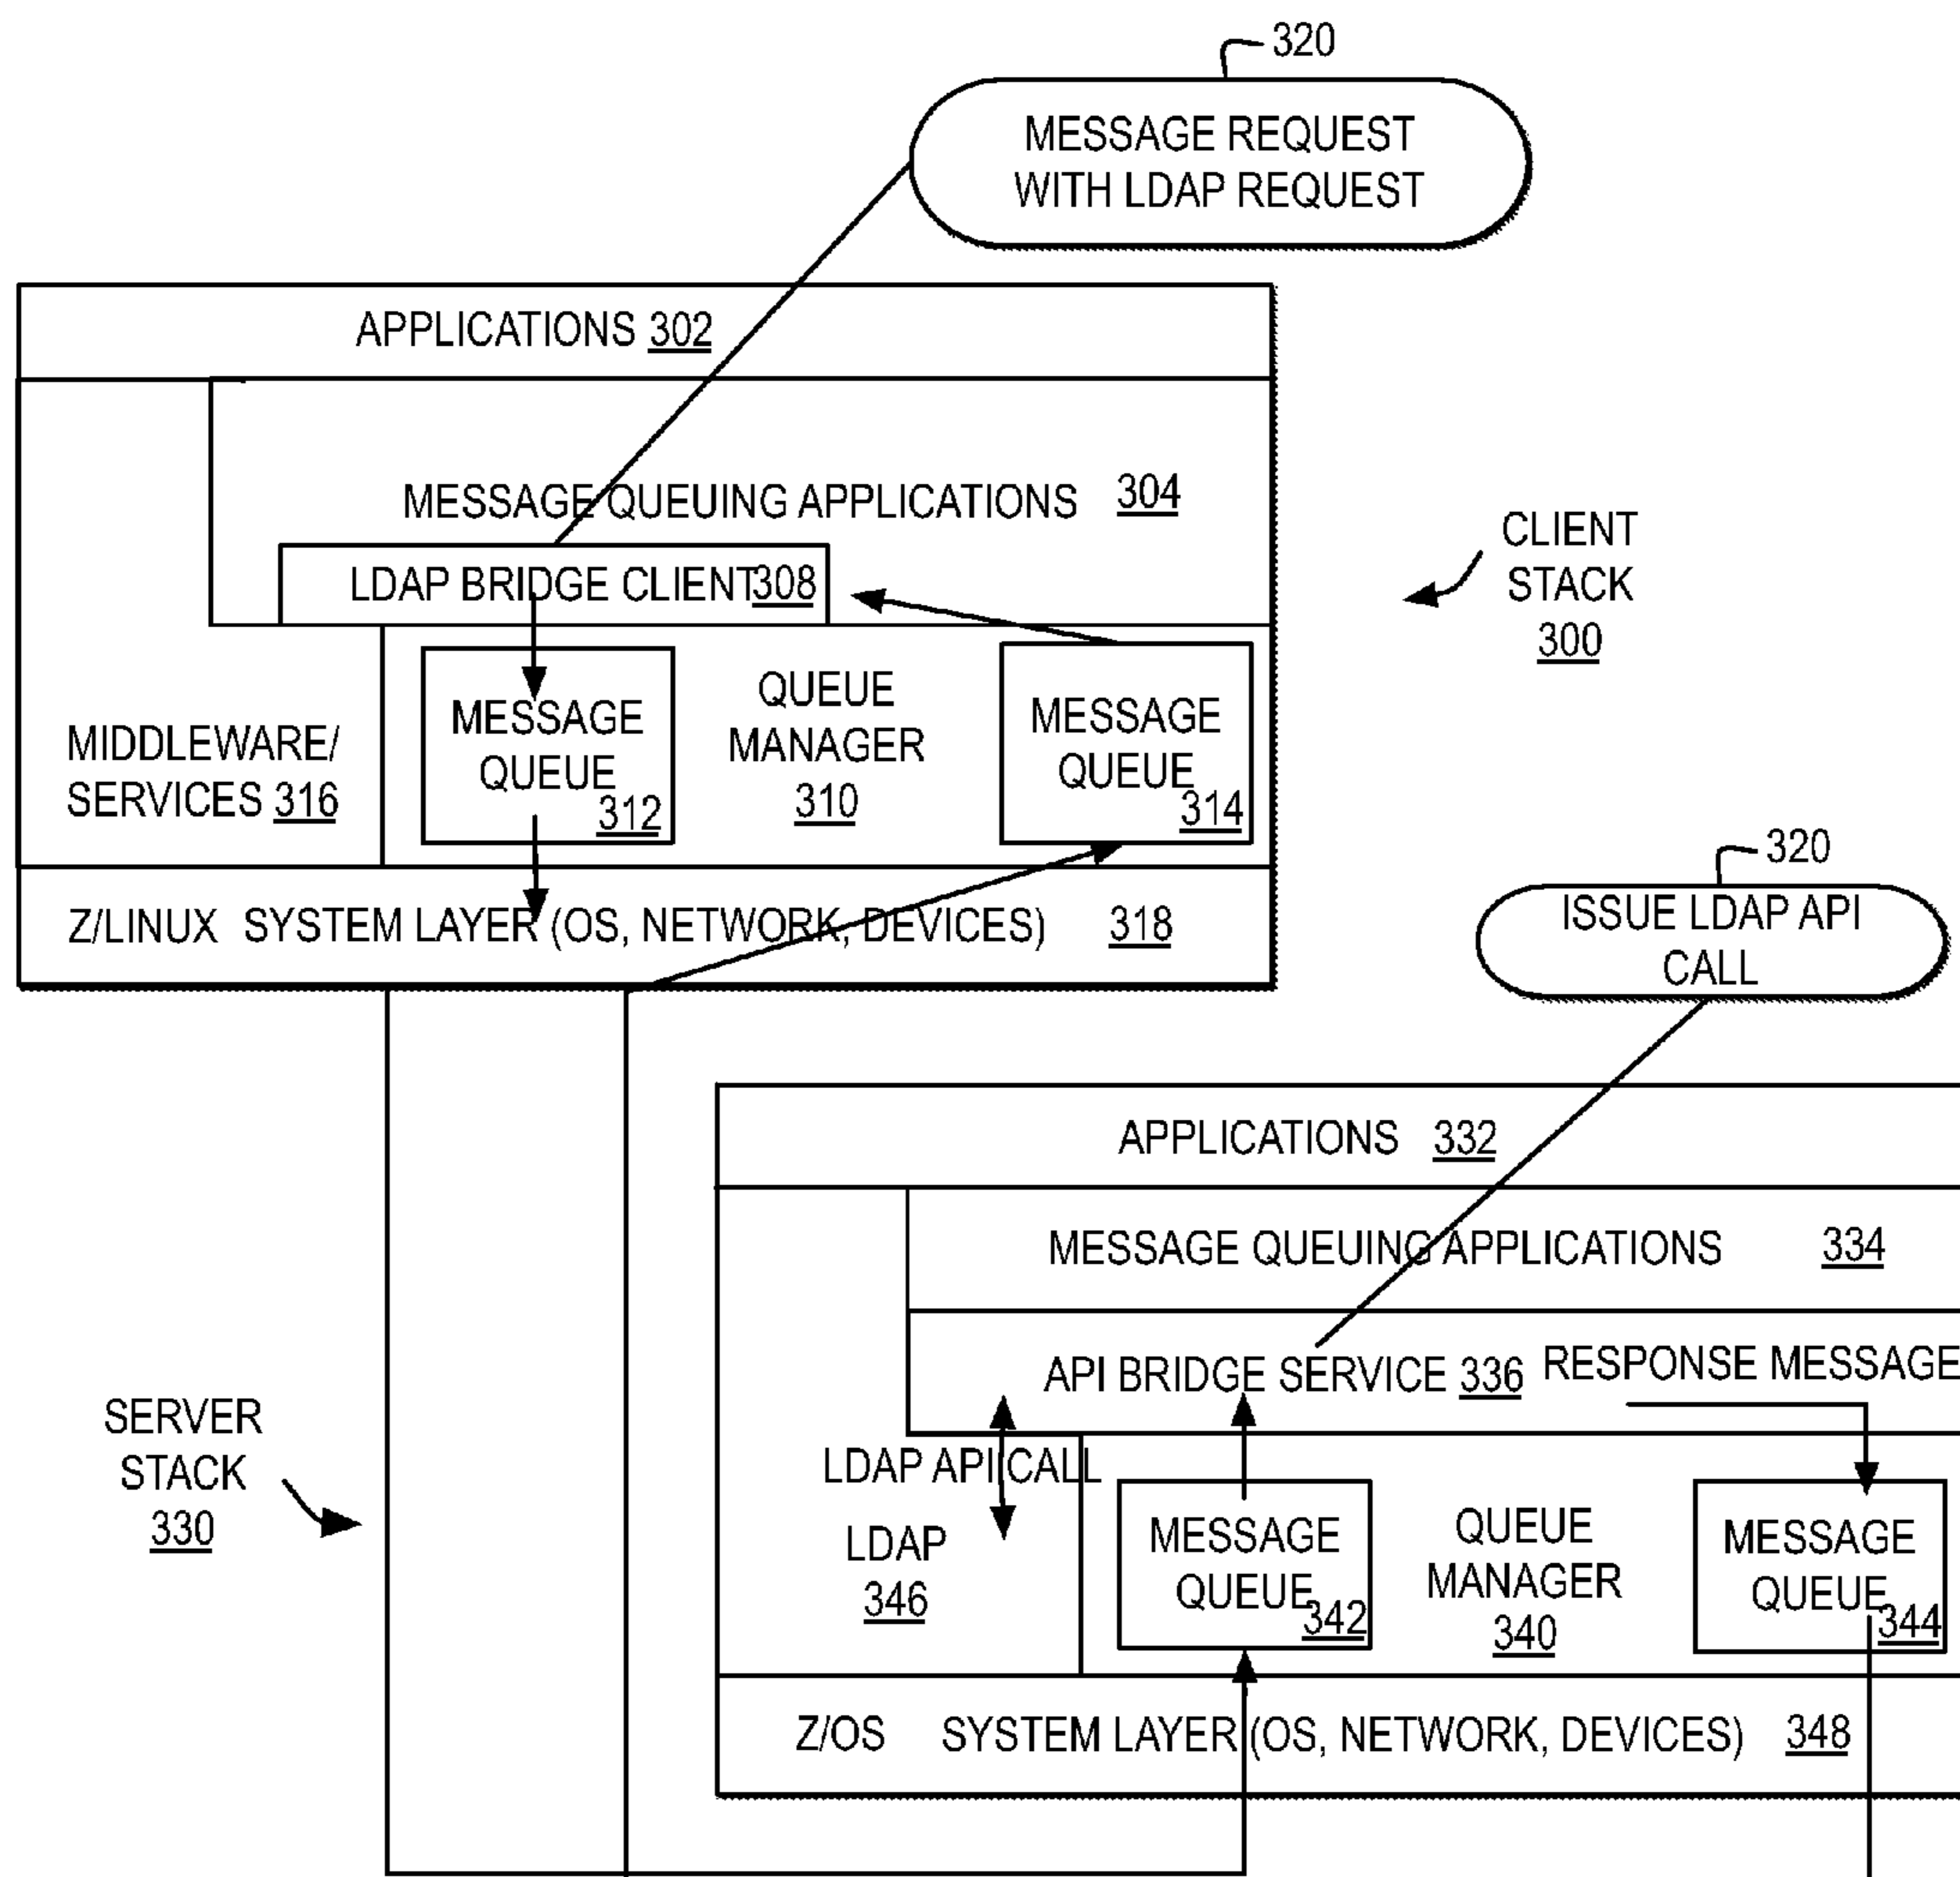 320
MESSAGE REQUEST
WITH LDAP REQUEST
APPLICATIONS 302
MESSAGE QUEUING APPLICATIONS 304
LDAP BRIDGE CLIENT 308
CLIENT
STACK
300
MIDDLEWARE/
SERVICES 316
MESSAGE
QUEUE
312
QUEUE
MANAGER
310
MESSAGE
QUEUE
314
Z/LINUX SYSTEM LAYER (OS, NETWORK, DEVICES) 318
320
ISSUE LDAP API
CALL
APPLICATIONS 332
MESSAGE QUEUING APPLICATIONS 334
API BRIDGE SERVICE 336 RESPONSE MESSAGE
SERVER
STACK
330
LDAP API CALL
LDAP
346
MESSAGE
QUEUE
342
QUEUE
MANAGER
340
MESSAGE
QUEUE
344
Z/OS SYSTEM LAYER (OS, NETWORK, DEVICES) 348